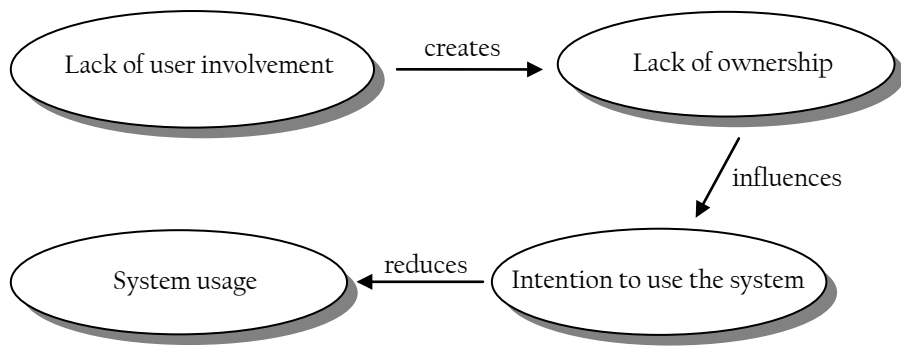 Lack of user involvement
creates
Lack of ownership
influences
Intention to use the system
reduces
System usage